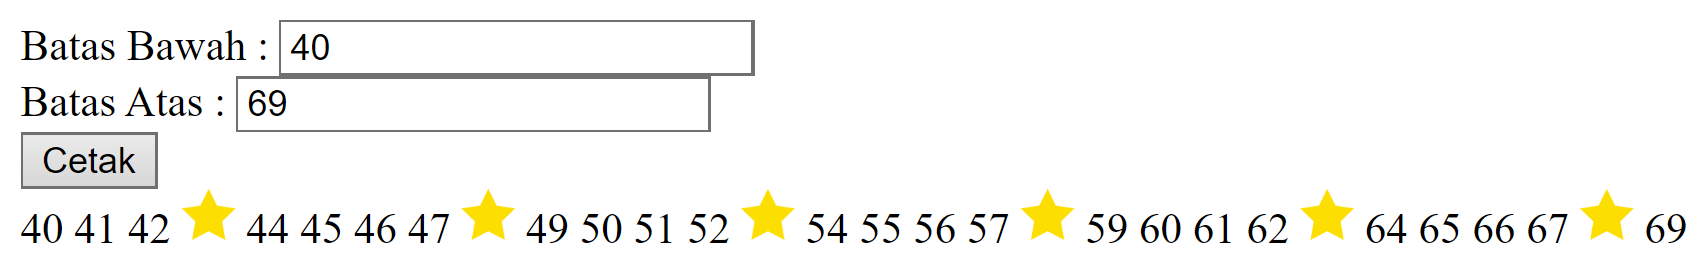 Batas Bawah : 40
Batas Atas : 69
Cetak
40 41 42 44 45 46 47 49 50 51 52 54 55 56 57 59 60 61 62 64 65 66 67 69